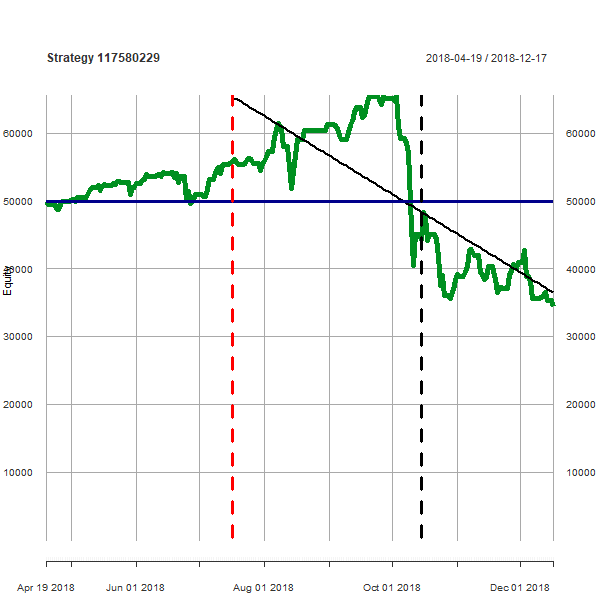 Strategy 117580229
2018-04-19 / 2018-12-17
60000
60000
50000
50000
40000
40000
Equity
30000
30000
20000
20000
10000
10000
Apr 19 2018
Jun 01 2018
Aug 01 2018
Oct 01 2018
Dec 01 2018